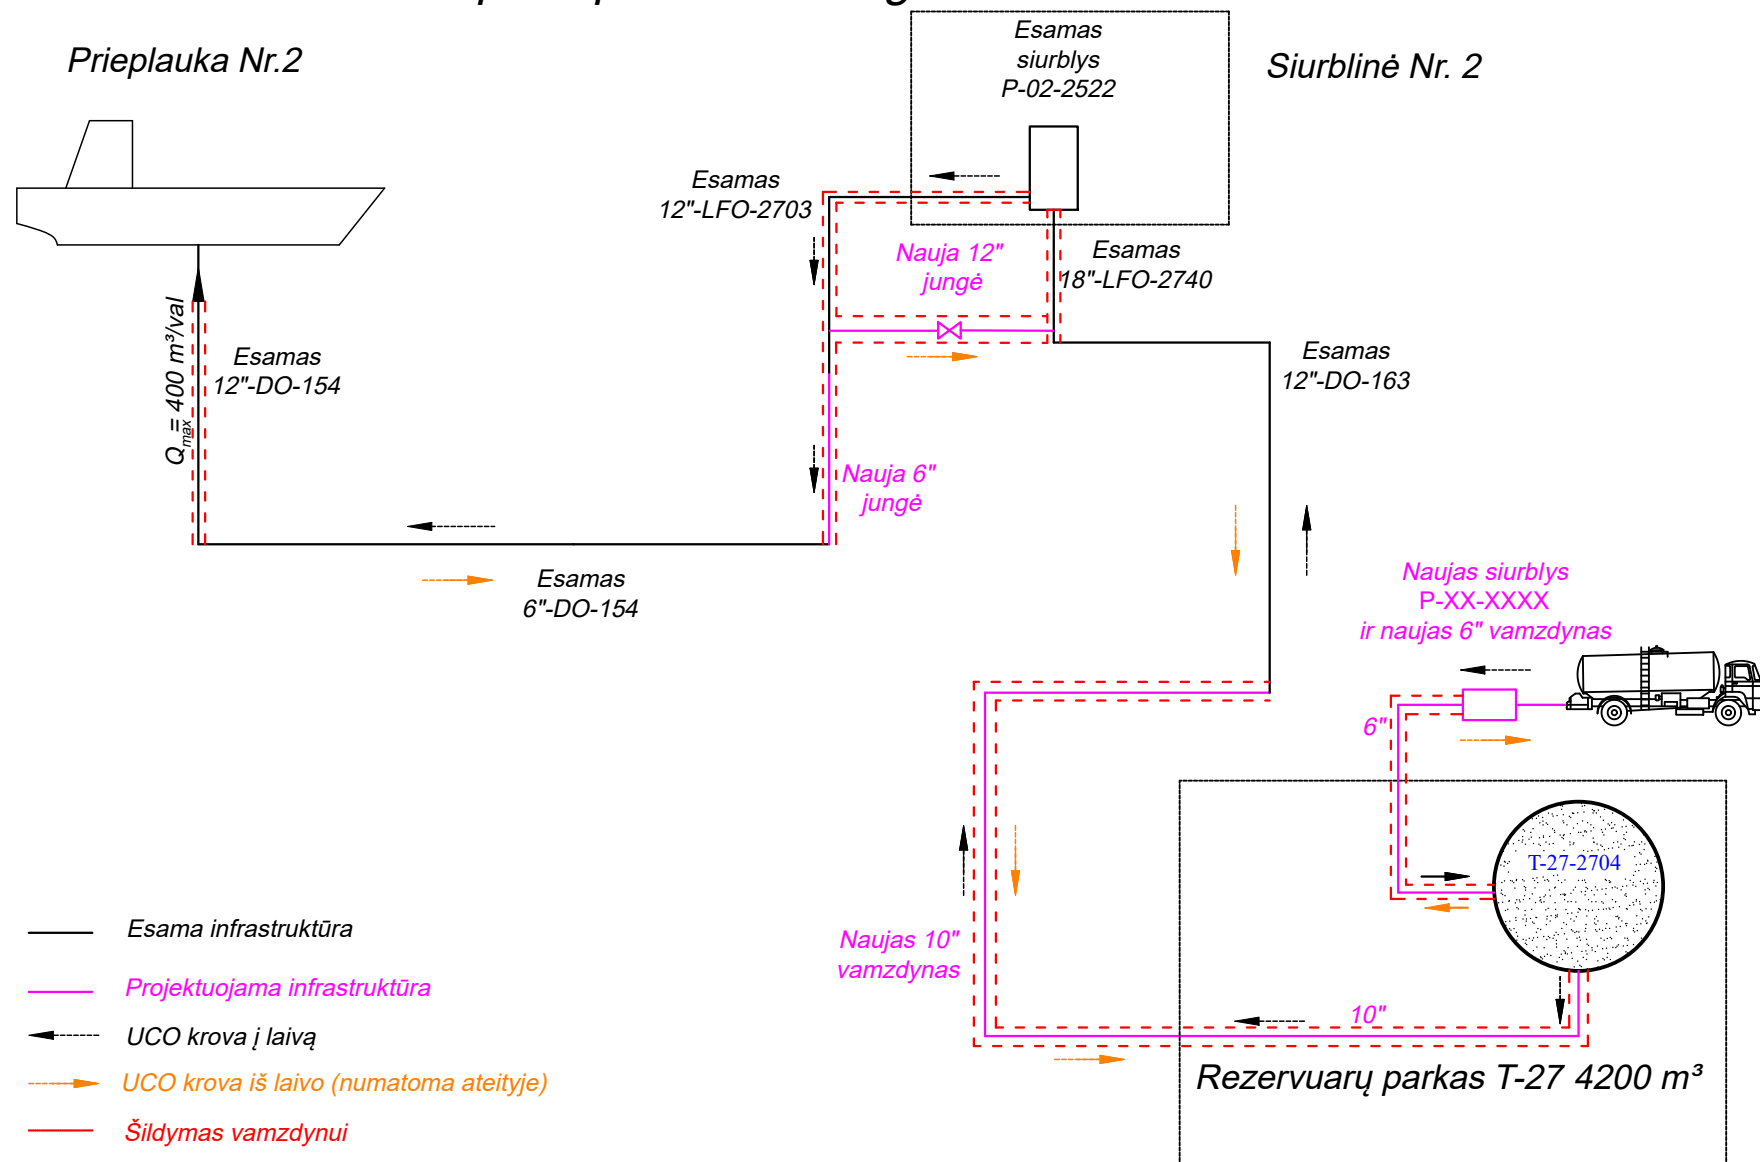 Prieplauka Nr.2
Esamas
siurblys
P-02-2522
Siurblinė Nr. 2
Esamas
12"-LFO-2703
Nauja 12"
jungė
Esamas
18"-LFO-2740
Qmax = 400 m³/val
Esamas
12"-DO-154
Esamas
12"-DO-163
Nauja 6"
jungė
Esamas
6"-DO-154
Naujas siurblys
P-XX-XXXX
ir naujas 6" vamzdynas
6"
T-27-2704
Naujas 10"
vamzdynas
10"
Rezervuarų parkas T-27 4200 m³
Esama infrastruktūra
Projektuojama infrastruktūra
UCO krova į laivą
UCO krova iš laivo (numatoma ateityje)
Šildymas vamzdynui